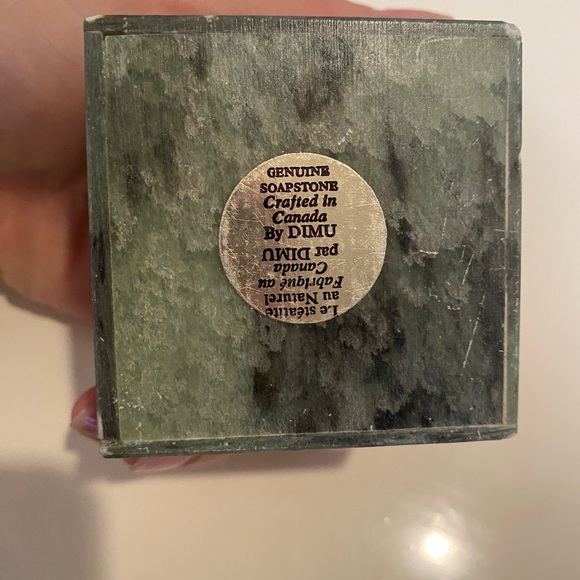 GENUINE
SOAPSTONE
Crafted in
Canada
By DIMU
Le stéatite
au Naturel
Fabriqué au
Canada
par DIMU